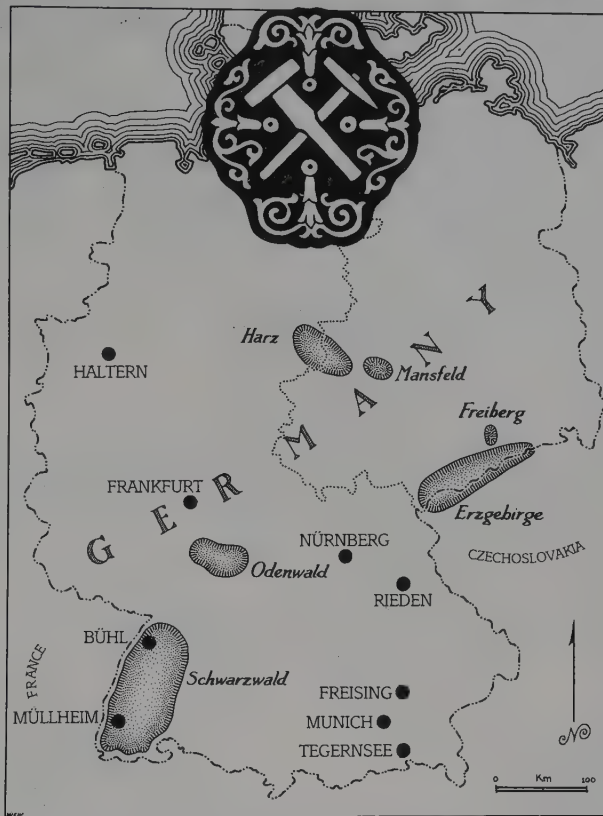 Harz
HALTERN
Mansfeld
Freiberg
FRANKFURT
GERMANY
Erzgebirge
NÜRNBERG
CZECHOSLOVAKIA
Odenwald
RIEDEN
BÜHL
FRANCE
Schwarzwald
FREISING
MÜLLHEIM
MUNICH
TEGERNSEE
N
0 Km 100